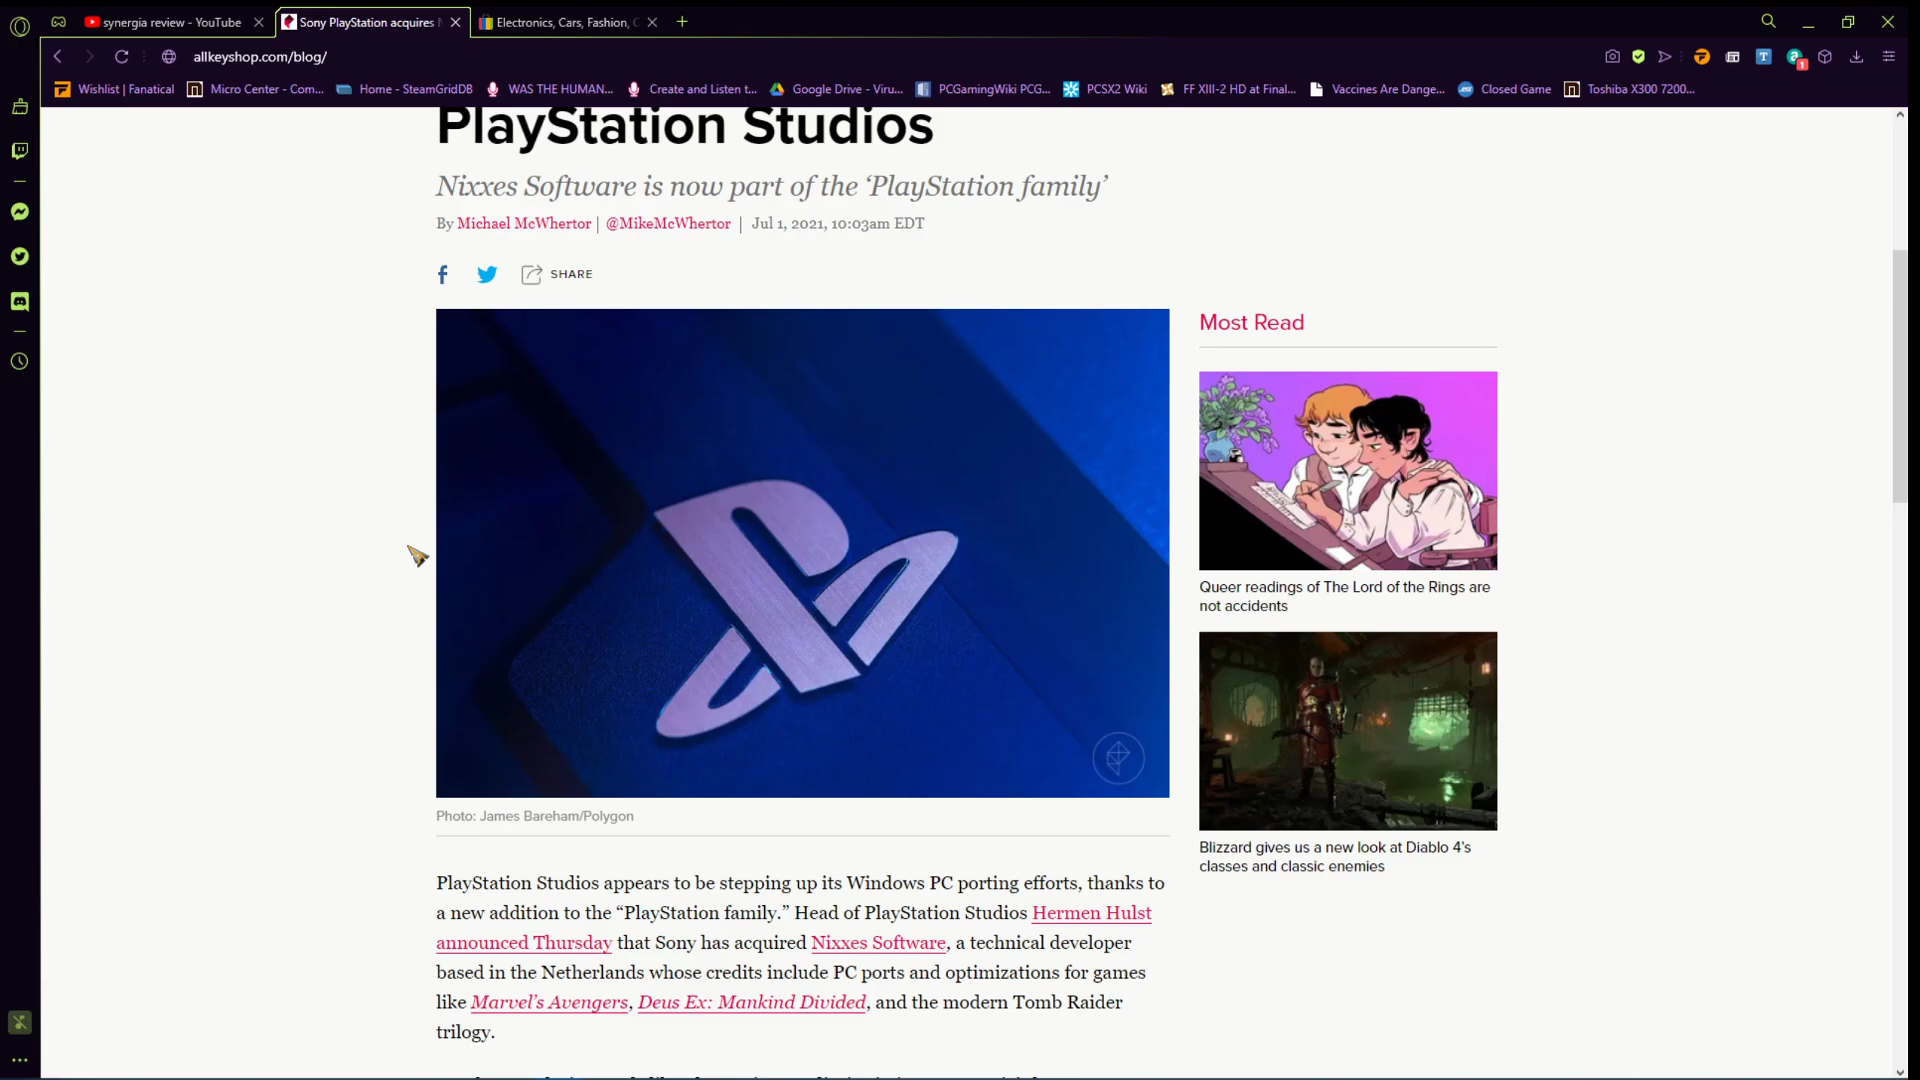 synergia review - YouTube
Sony PlayStation acquires
Electronics, Cars, Fashion, C
allkeyshop.com/blog/
1
Wishlist | Fanatical
Micro Center - Com...
Home - SteamGridDB
WAS THE HUMAN...
Create and Listen t...
Google Drive - Viru...
PCGamingWiki PCG...
PCSX2 Wiki
FF XIII-2 HD at Final...
Vaccines Are Dange...
Closed Game
Toshiba X300 7200...
PlayStation Studios
Nixxes Software is now part of the ‘PlayStation family’
By Michael McWhertor | @MikeMcWhertor | Jul 1, 2021, 10:03am EDT
SHARE
Most Read
Queer readings of The Lord of the Rings are
not accidents
Blizzard gives us a new look at Diablo 4’s
classes and classic enemies
Photo: James Bareham/Polygon
PlayStation Studios appears to be stepping up its Windows PC porting efforts, thanks to
a new addition to the “PlayStation family.” Head of PlayStation Studios Hermen Hulst
announced Thursday that Sony has acquired Nixxes Software, a technical developer
based in the Netherlands whose credits include PC ports and optimizations for games
like Marvel’s Avengers, Deus Ex: Mankind Divided, and the modern Tomb Raider
trilogy.